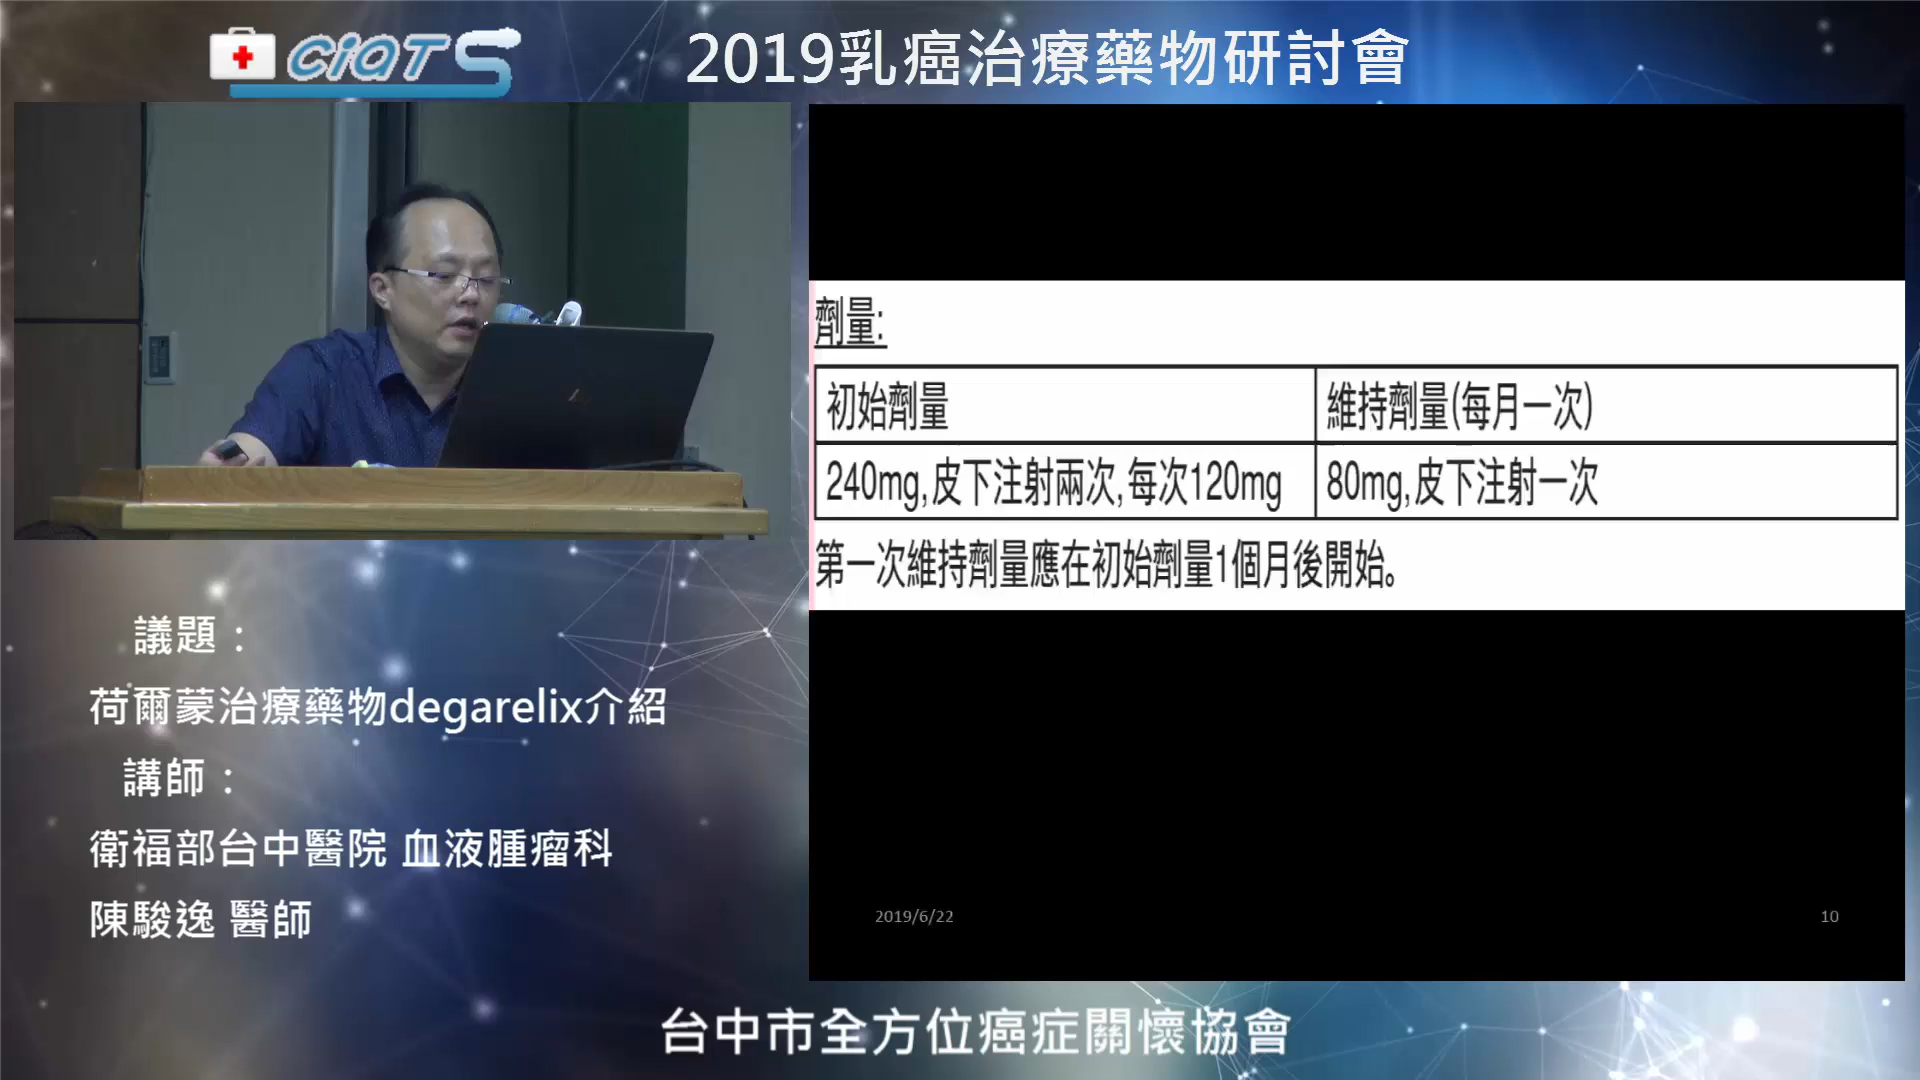 CiQTS
2019乳癌治療藥物研討會
劑量:
初始劑量 維持劑量(每月一次)
240mg,皮下注射兩次,每次120mg 80mg,皮下注射一次
第一次維持劑量應在初始劑量1個月後開始。
2019/6/22 10
議題：
荷爾蒙治療藥物degarelix介紹
講師：
衛福部台中醫院 血液腫瘤科
陳駿逸 醫師
台中市全方位癌症關懷協會